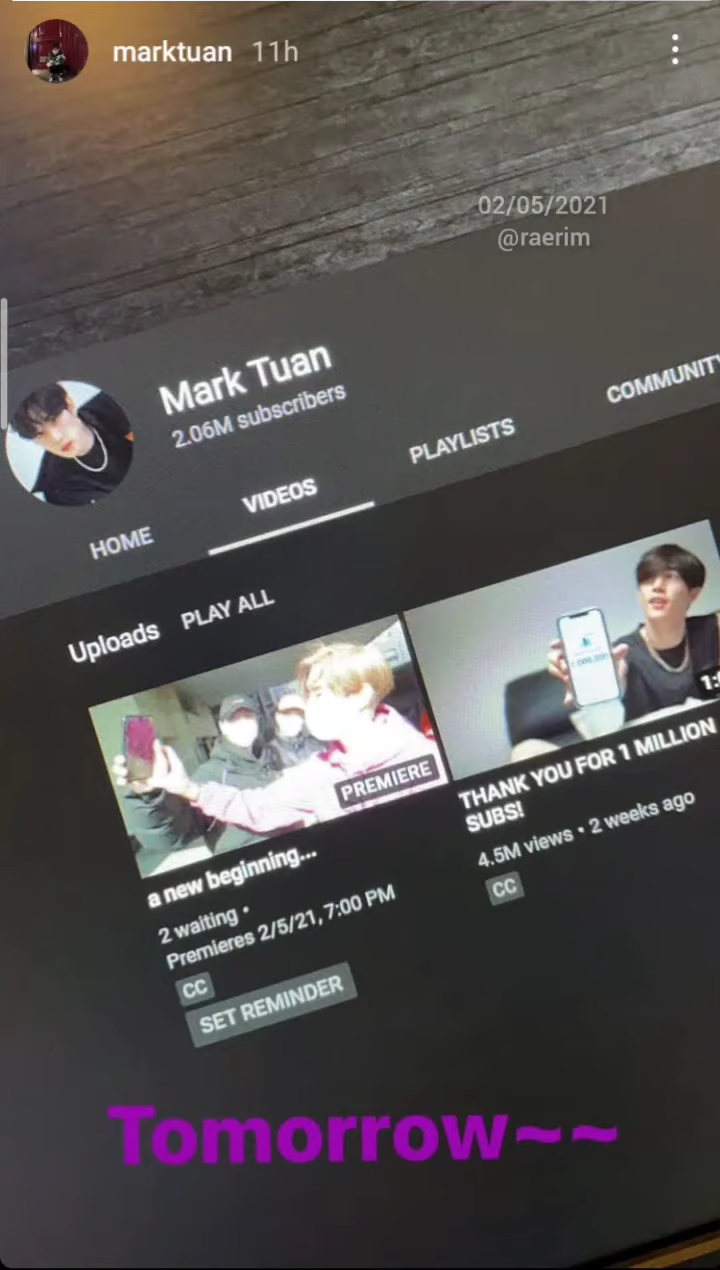 marktuan 11h
02/05/2021
@raerim
Mark Tuan
2.06M subscribers
HOME
VIDEOS
PLAYLISTS
COMMUNITY
Uploads PLAY ALL
PREMIERE
a new beginning...
2 waiting •
Premieres 2/5/21, 7:00 PM
CC
SET REMINDER
THANK YOU FOR 1 MILLION
SUBS!
4.5M views • 2 weeks ago
CC
Tomorrow~~